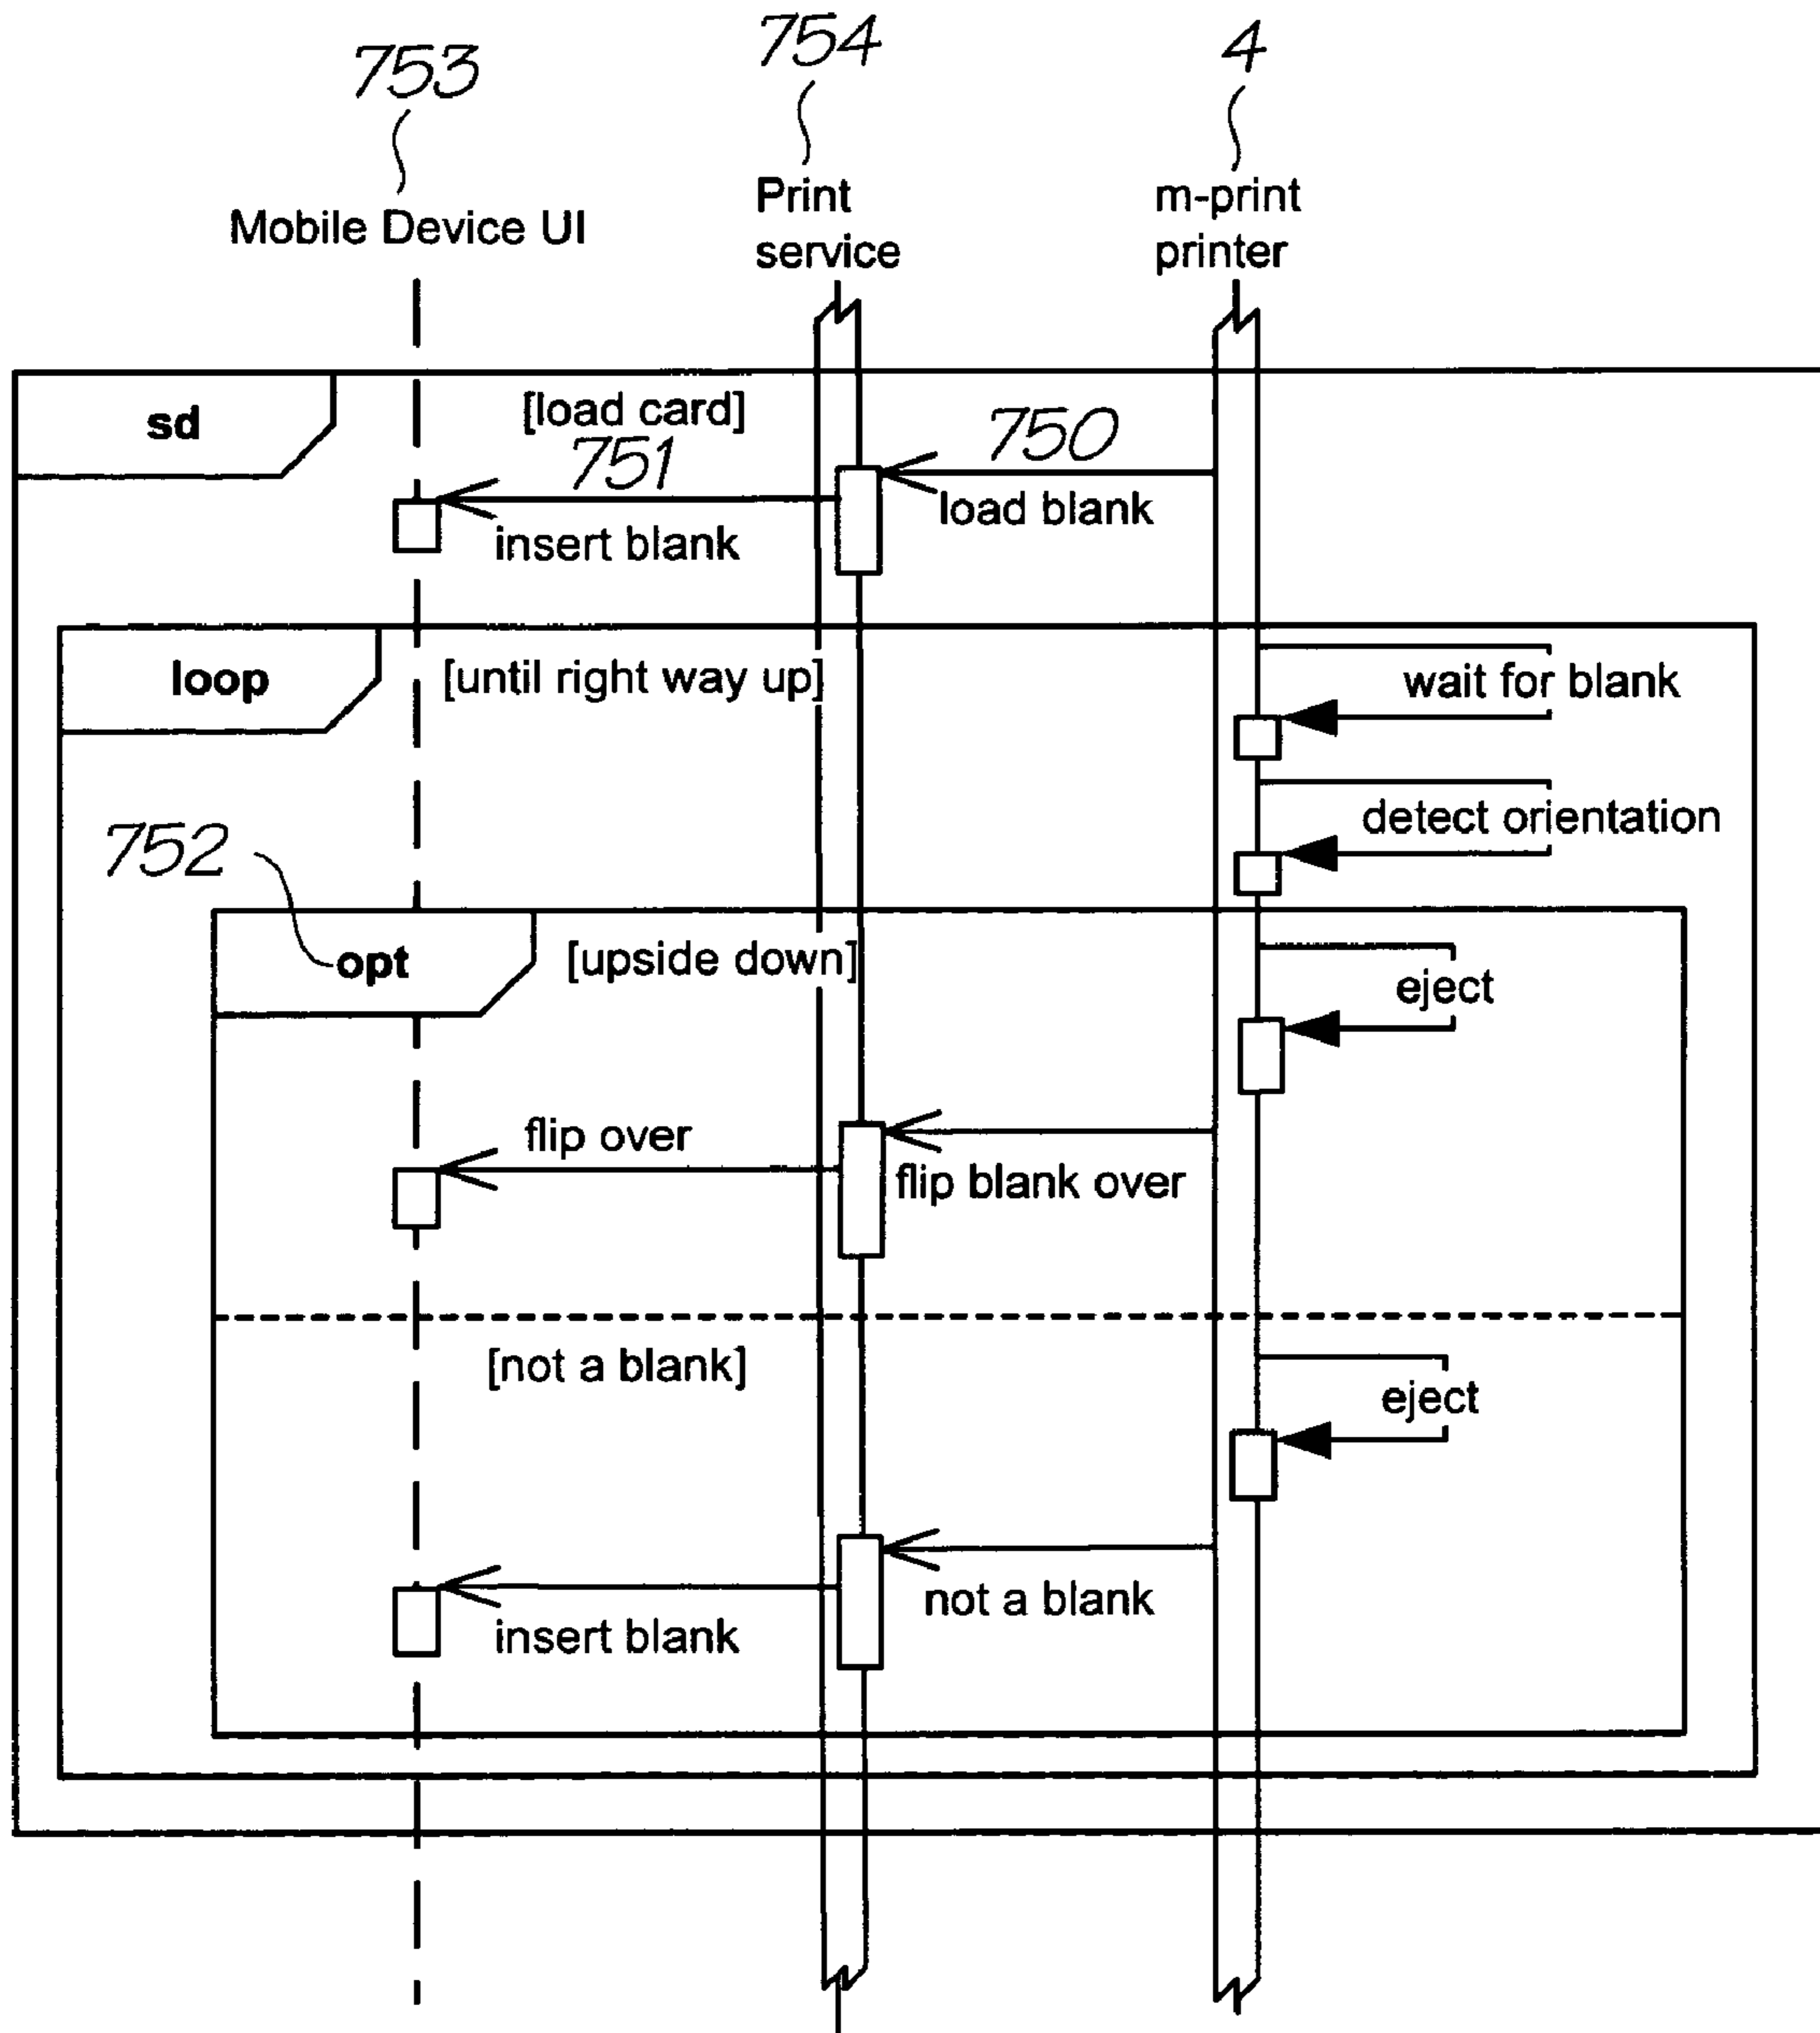 753
754
4
Mobile Device UI
Print
service
m-print
printer
sd
[load card]
750
751
load blank
insert blank
loop
[until right way up]
wait for blank
detect orientation
752
opt
[upside down]
eject
flip over
flip blank over
[not a blank]
eject
not a blank
insert blank